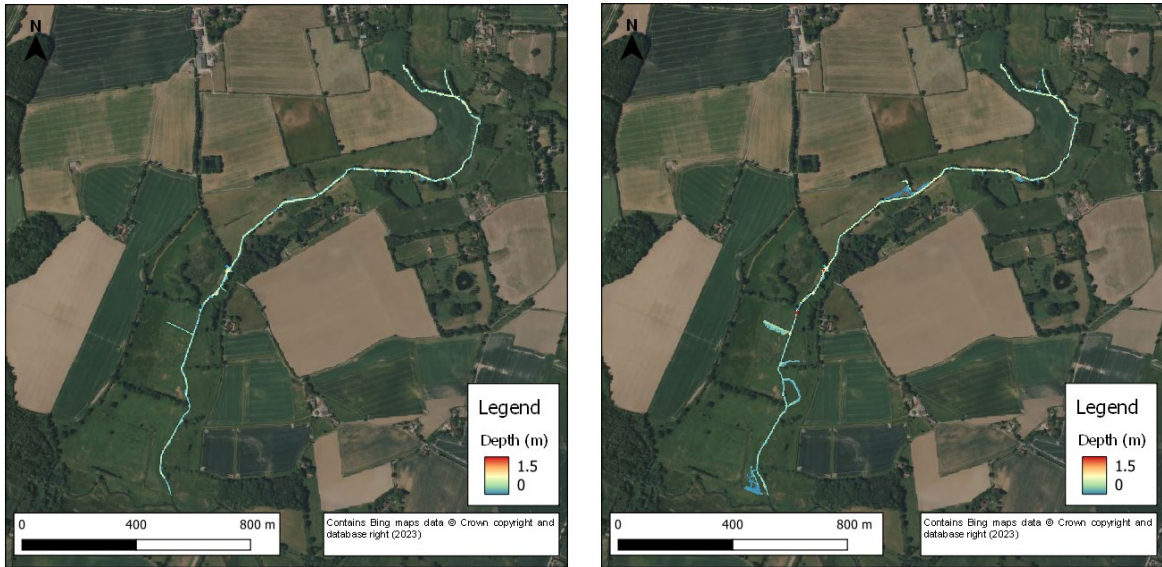 N
Legend
Depth (m)
1.5
0
0 400 800 m
Contains Bing maps data © Crown copyright and
database right (2023)
N
Legend
Depth (m)
1.5
0
0 400 800 m
Contains Bing maps data © Crown copyright and
database right (2023)